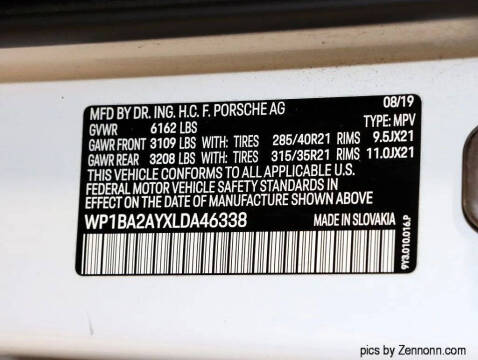 MFD BY DR. ING. H.C. F. PORSCHE AG 08/19
GVWR 6162 LBS TYPE: MPV
GAWR FRONT 3109 LBS WITH: TIRES 285/40R21 RIMS 9.5JX21
GAWR REAR 3208 LBS WITH: TIRES 315/35R21 RIMS 11.0JX21
THIS VEHICLE CONFORMS TO ALL APPLICABLE U.S.
FEDERAL MOTOR VEHICLE SAFETY STANDARDS IN
EFFECT ON THE DATE OF MANUFACTURE SHOWN ABOVE
WP1BA2AYXLDA46338 MADE IN SLOVAKIA
9Y3.010.016.P
pics by Zennonn.com